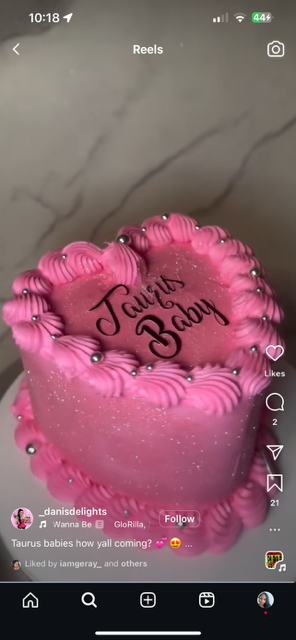 10:18
44
Reels
Taurus
Baby
Likes
2
21
_danisdelights
Wanna Be E GloRilla,
Follow
Taurus babies how yall coming? 💕😍 ...
Liked by iamgeray_ and others